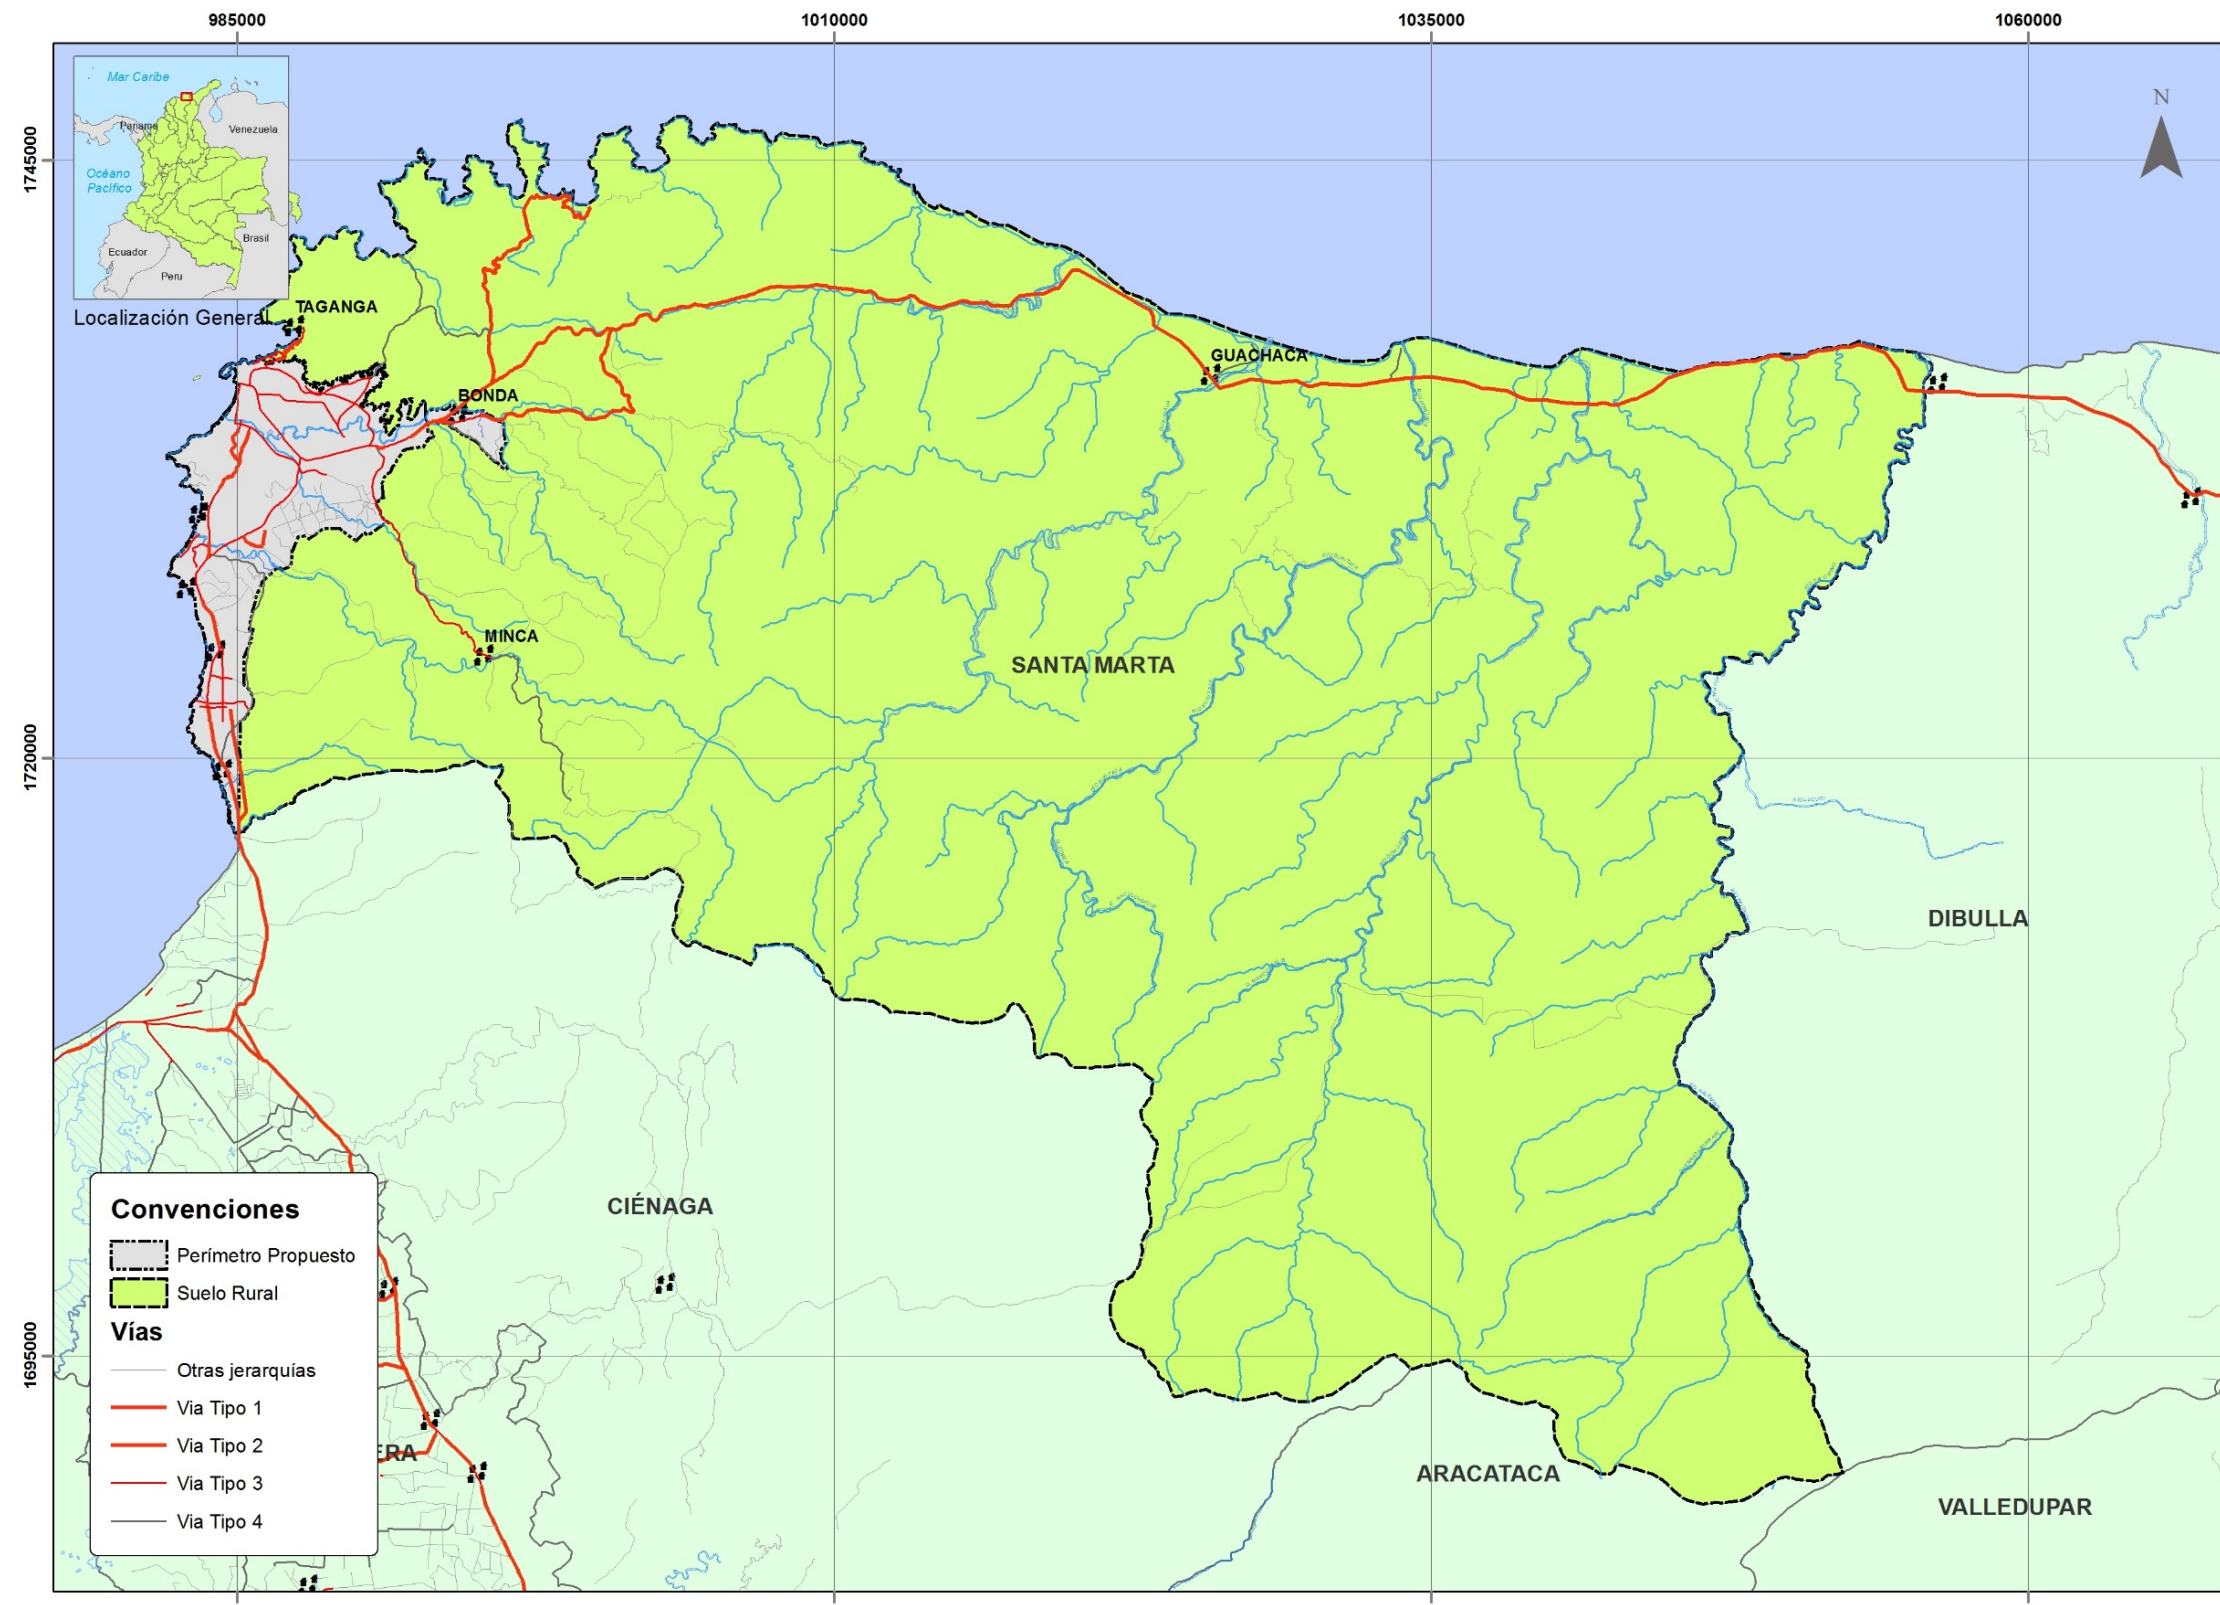 985000
1010000
1035000
1060000
Mar Caribe
Panama
Venezuela
Océano
Pacífico
Brasil
Ecuador
Peru
Localización General
N
1745000
1720000
1695000
TAGANGA
BONDA
GUACHACA
MINCA
SANTA MARTA
DIBULLA
CIÉNAGA
ERA
ARACATACA
VALLEDUPAR
Convenciones
Perímetro Propuesto
Suelo Rural
Vías
Otras jerarquías
Via Tipo 1
Via Tipo 2
Via Tipo 3
Via Tipo 4